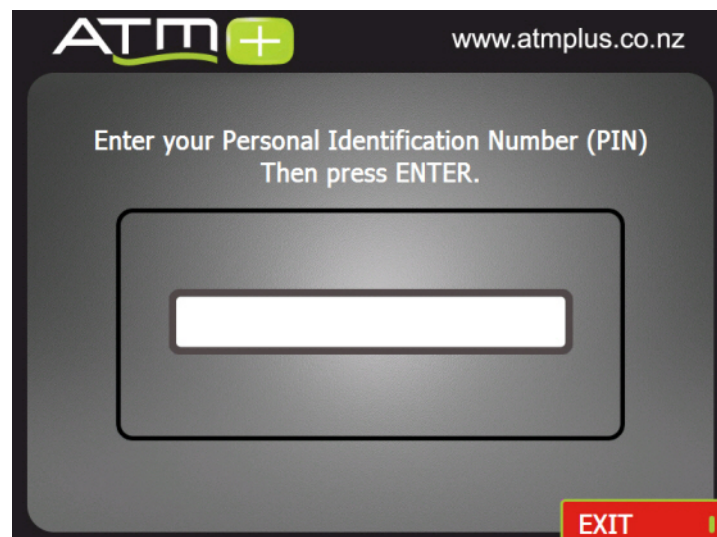 ATM+
www.atmplus.co.nz
Enter your Personal Identification Number (PIN)
Then press ENTER.
EXIT